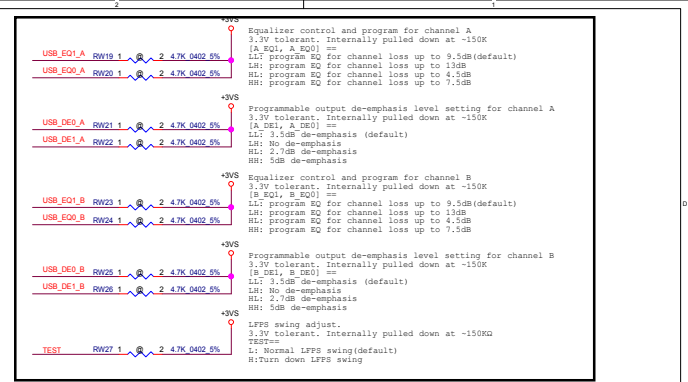 2
1
+3VS
USB_EQ1_A RW19 1 @ 2 4.7K_0402_5%
USB_EQ0_A RW20 1 @ 2 4.7K_0402_5%
Equalizer control and program for channel A
3.3V tolerant. Internally pulled down at ~150K
[A_EQ1, A_EQ0] ==
LL: program EQ for channel loss up to 9.5dB(default)
LH: program EQ for channel loss up to 13dB
HL: program EQ for channel loss up to 4.5dB
HH: program EQ for channel loss up to 7.5dB
+3VS
USB_DE0_A RW21 1 @ 2 4.7K_0402_5%
USB_DE1_A RW22 1 @ 2 4.7K_0402_5%
Programmable output de-emphasis level setting for channel A
3.3V tolerant. Internally pulled down at ~150K
[A_DE1, A_DE0] ==
LL: 3.5dB de-emphasis (default)
LH: No de-emphasis
HL: 2.7dB de-emphasis
HH: 5dB de-emphasis
+3VS
USB_EQ1_B RW23 1 @ 2 4.7K_0402_5%
USB_EQ0_B RW24 1 @ 2 4.7K_0402_5%
Equalizer control and program for channel B
3.3V tolerant. Internally pulled down at ~150K
[B_EQ1, B_EQ0] ==
LL: program EQ for channel loss up to 9.5dB(default)
LH: program EQ for channel loss up to 13dB
HL: program EQ for channel loss up to 4.5dB
HH: program EQ for channel loss up to 7.5dB
D
+3VS
USB_DE0_B RW25 1 @ 2 4.7K_0402_5%
USB_DE1_B RW26 1 @ 2 4.7K_0402_5%
Programmable output de-emphasis level setting for channel B
3.3V tolerant. Internally pulled down at ~150K
[B_DE1, B_DE0] ==
LL: 3.5dB de-emphasis (default)
LH: No de-emphasis
HL: 2.7dB de-emphasis
HH: 5dB de-emphasis
+3VS
TEST RW27 1 @ 2 4.7K_0402_5%
LFPS swing adjust.
3.3V tolerant. Internally pulled down at ~150KΩ
TEST==
L: Normal LFPS swing(default)
H:Turn down LFPS swing